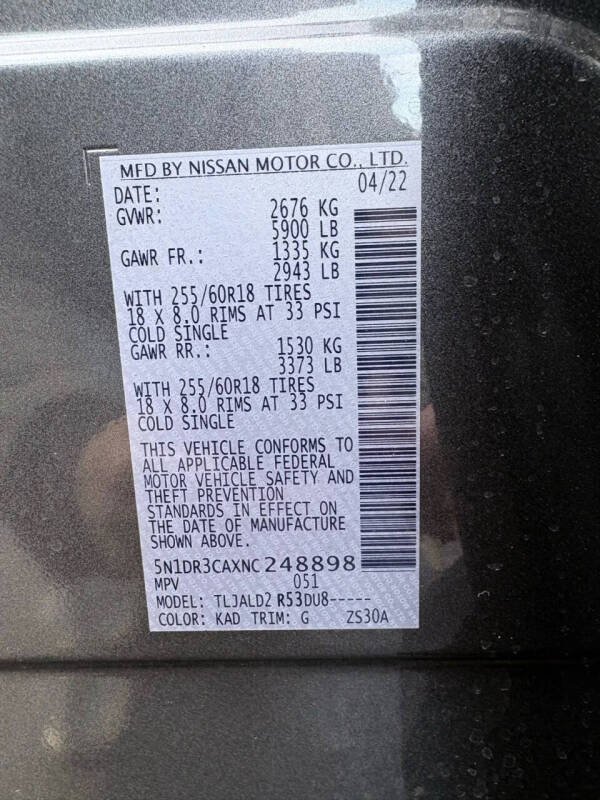 MFD BY NISSAN MOTOR CO., LTD.
DATE: 04/22
GVWR: 2676 KG
5900 LB
GAWR FR.: 1335 KG
2943 LB
WITH 255/60R18 TIRES
18 X 8.0 RIMS AT 33 PSI
COLD SINGLE
GAWR RR.: 1530 KG
3373 LB
WITH 255/60R18 TIRES
18 X 8.0 RIMS AT 33 PSI
COLD SINGLE
THIS VEHICLE CONFORMS TO
ALL APPLICABLE FEDERAL
MOTOR VEHICLE SAFETY AND
THEFT PREVENTION
STANDARDS IN EFFECT ON
THE DATE OF MANUFACTURE
SHOWN ABOVE.
5N1DR3CAXNC248898
MPV 051
MODEL: TLJALD2 R53DU8-----
COLOR: KAD TRIM: G ZS30A